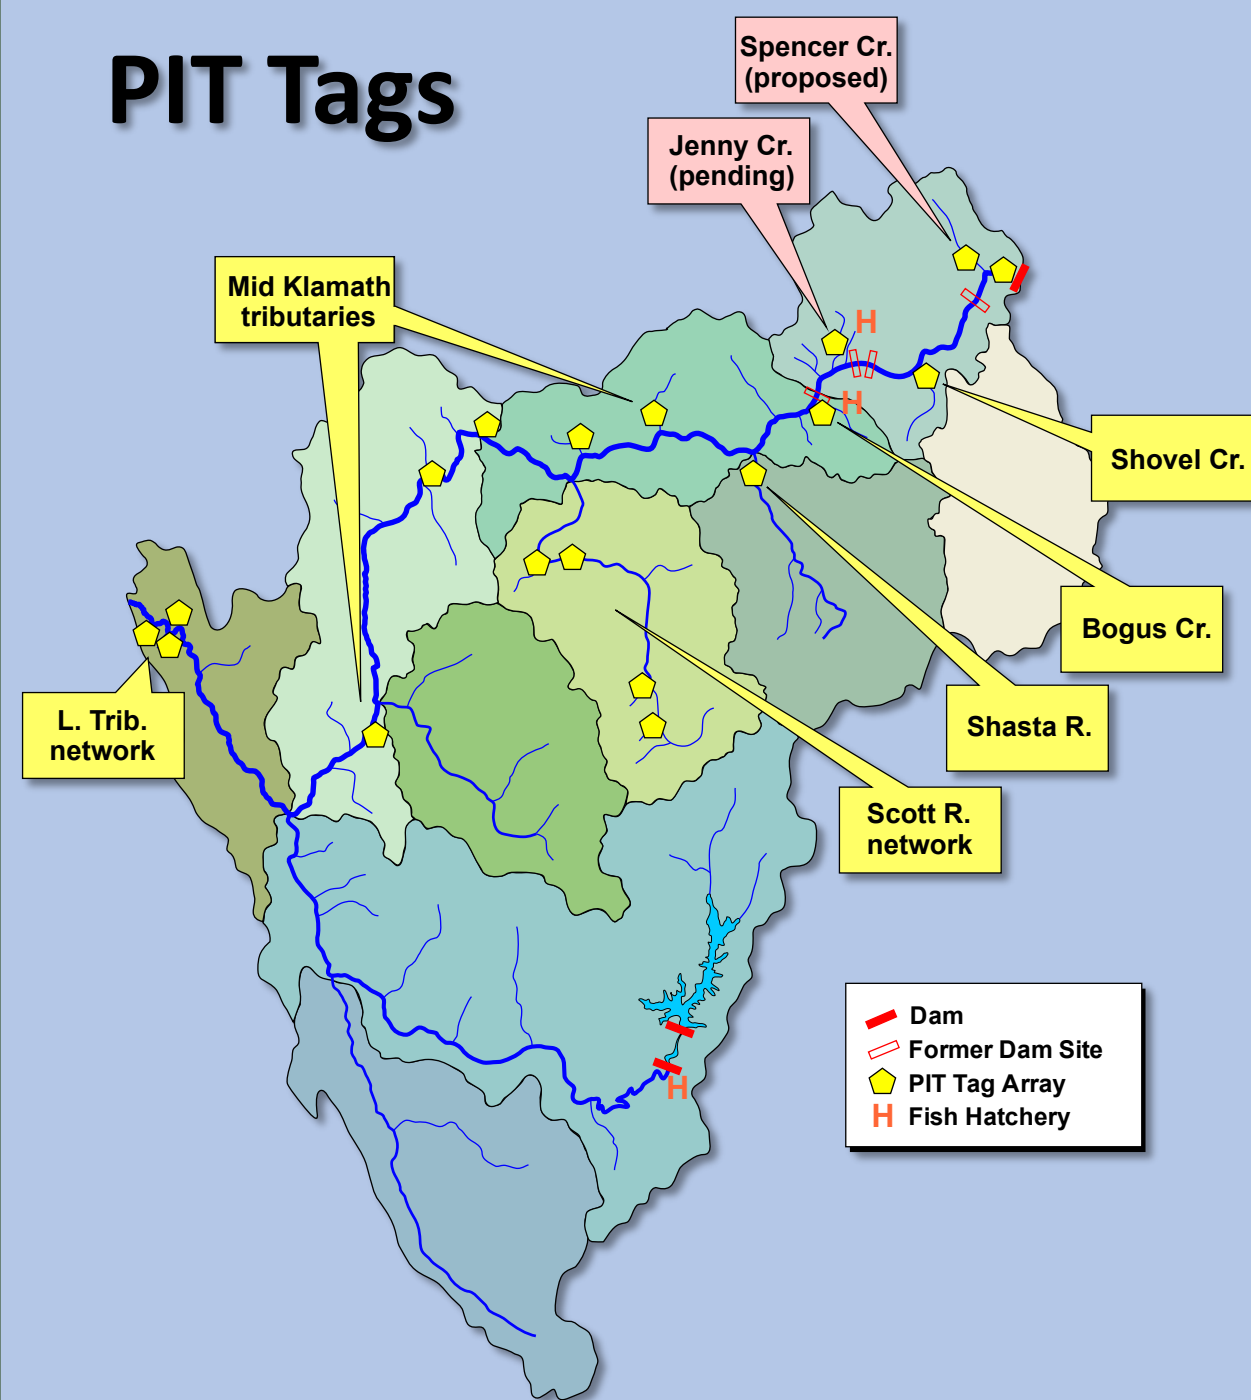 PIT Tags
Spencer Cr.
(proposed)
Jenny Cr.
(pending)
Mid Klamath
tributaries
H
H
Shovel Cr.
Bogus Cr.
Shasta R.
L. Trib.
network
Scott R.
network
H
Dam
Former Dam Site
PIT Tag Array
H Fish Hatchery